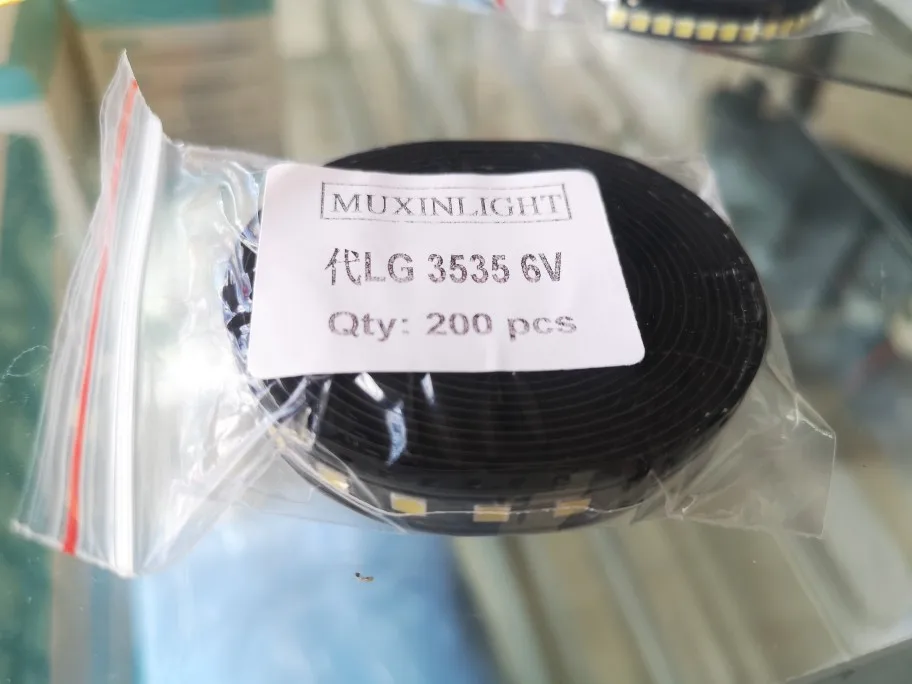 MUXINLIGHT
代LG 3535 6V
Qty: 200 pcs